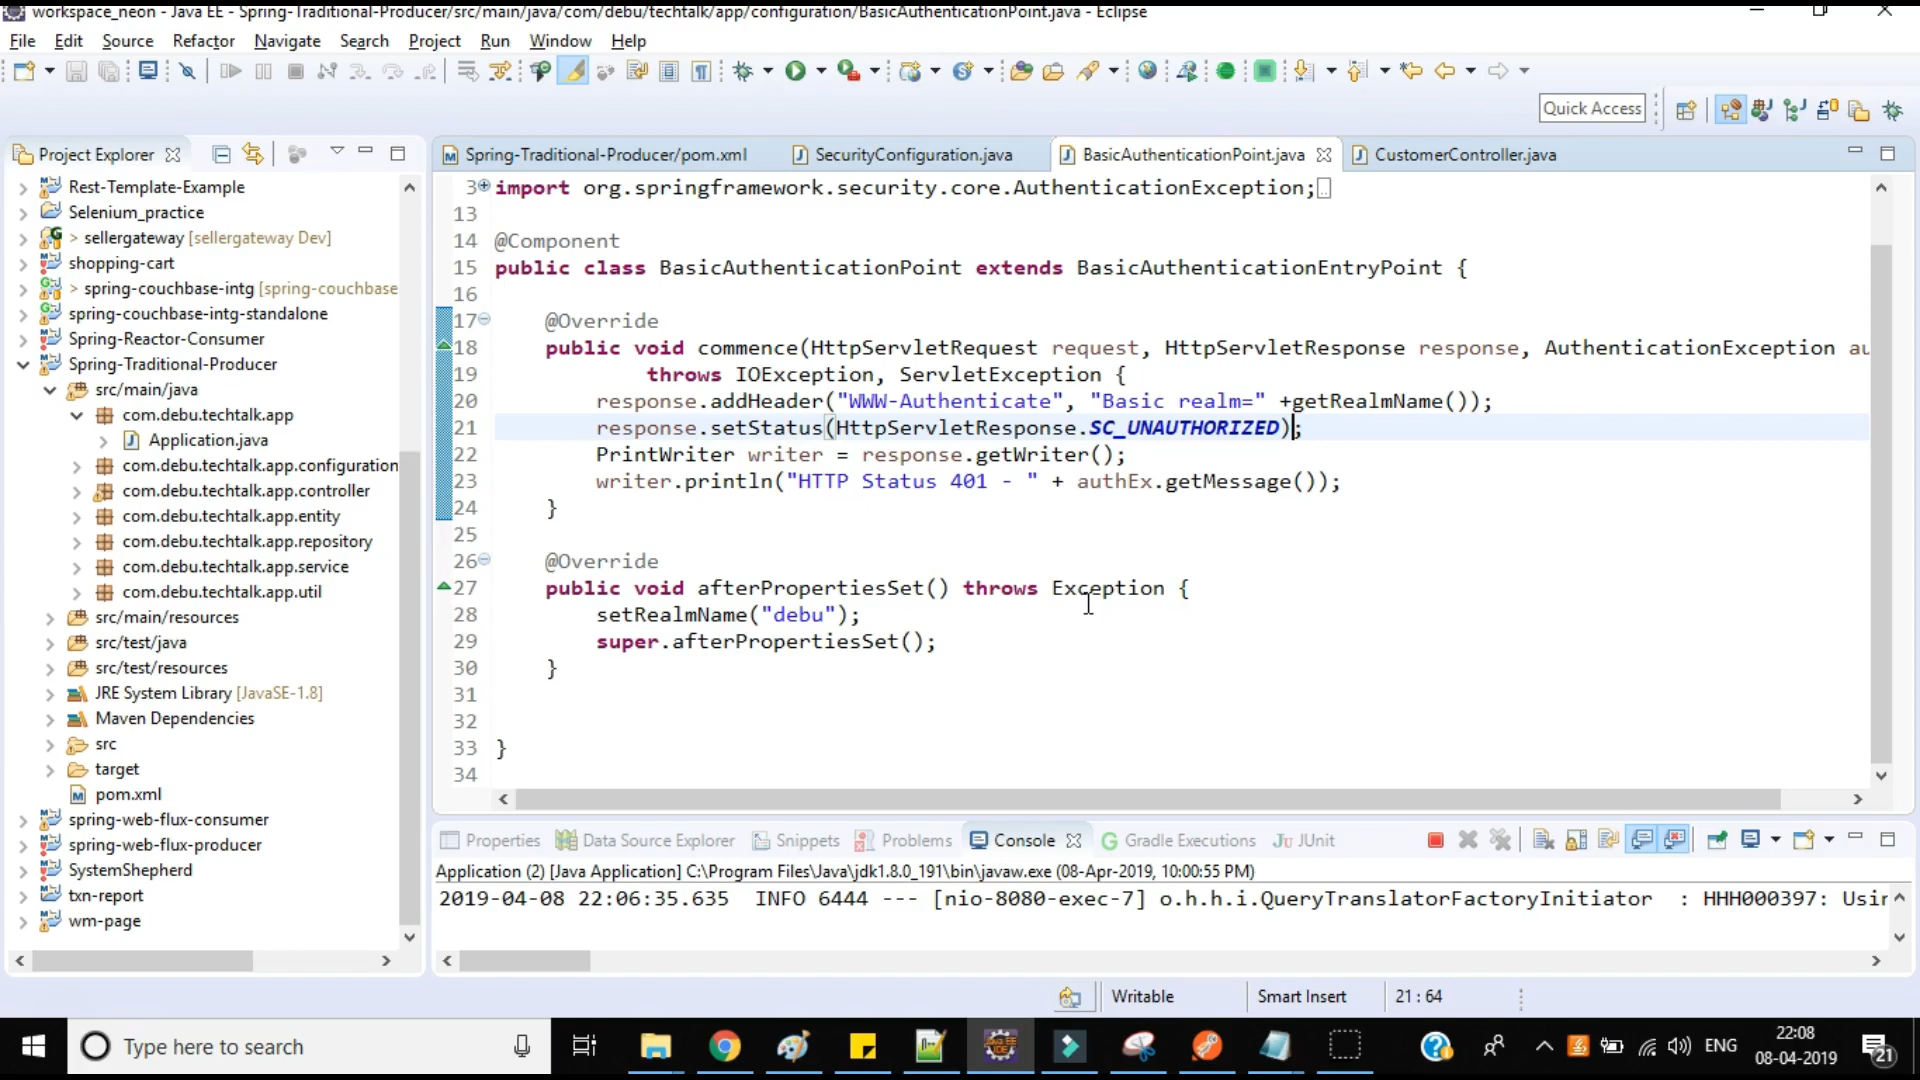 workspace_neon - Java EE - Spring-Traditional-Producer/src/main/java/com/debu/techtalk/app/configuration/BasicAuthenticationPoint.java - Eclipse
File Edit Source Refactor Navigate Search Project Run Window Help
Quick Access
Project Explorer
Rest-Template-Example
Selenium_practice
> sellergateway [sellergateway Dev]
shopping-cart
> spring-couchbase-intg [spring-couchbase
spring-couchbase-intg-standalone
Spring-Reactor-Consumer
Spring-Traditional-Producer
src/main/java
com.debu.techtalk.app
Application.java
com.debu.techtalk.app.configuration
com.debu.techtalk.app.controller
com.debu.techtalk.app.entity
com.debu.techtalk.app.repository
com.debu.techtalk.app.service
com.debu.techtalk.app.util
src/main/resources
src/test/java
src/test/resources
JRE System Library [JavaSE-1.8]
Maven Dependencies
src
target
pom.xml
spring-web-flux-consumer
spring-web-flux-producer
SystemShepherd
txn-report
wm-page
Spring-Traditional-Producer/pom.xml SecurityConfiguration.java BasicAuthenticationPoint.java CustomerController.java
3 import org.springframework.security.core.AuthenticationException;
13
14 @Component
15 public class BasicAuthenticationPoint extends BasicAuthenticationEntryPoint {
16
17 @Override
18 public void commence(HttpServletRequest request, HttpServletResponse response, AuthenticationException au
19 throws IOException, ServletException {
20 response.addHeader("WWW-Authenticate", "Basic realm=" +getRealmName());
21 response.setStatus(HttpServletResponse.SC_UNAUTHORIZED);
22 PrintWriter writer = response.getWriter();
23 writer.println("HTTP Status 401 - " + authEx.getMessage());
24 }
25
26 @Override
27 public void afterPropertiesSet() throws Exception {
28 setRealmName("debu");
29 super.afterPropertiesSet();
30 }
31
32
33 }
34
Properties Data Source Explorer Snippets Problems Console Gradle Executions JUnit
Application (2) [Java Application] C:\Program Files\Java\jdk1.8.0_191\bin\javaw.exe (08-Apr-2019, 10:00:55 PM)
2019-04-08 22:06:35.635 INFO 6444 --- [nio-8080-exec-7] o.h.h.i.QueryTranslatorFactoryInitiator : HHH000397: Usin
Writable Smart Insert 21 : 64
Type here to search
ENG
22:08
08-04-2019
21